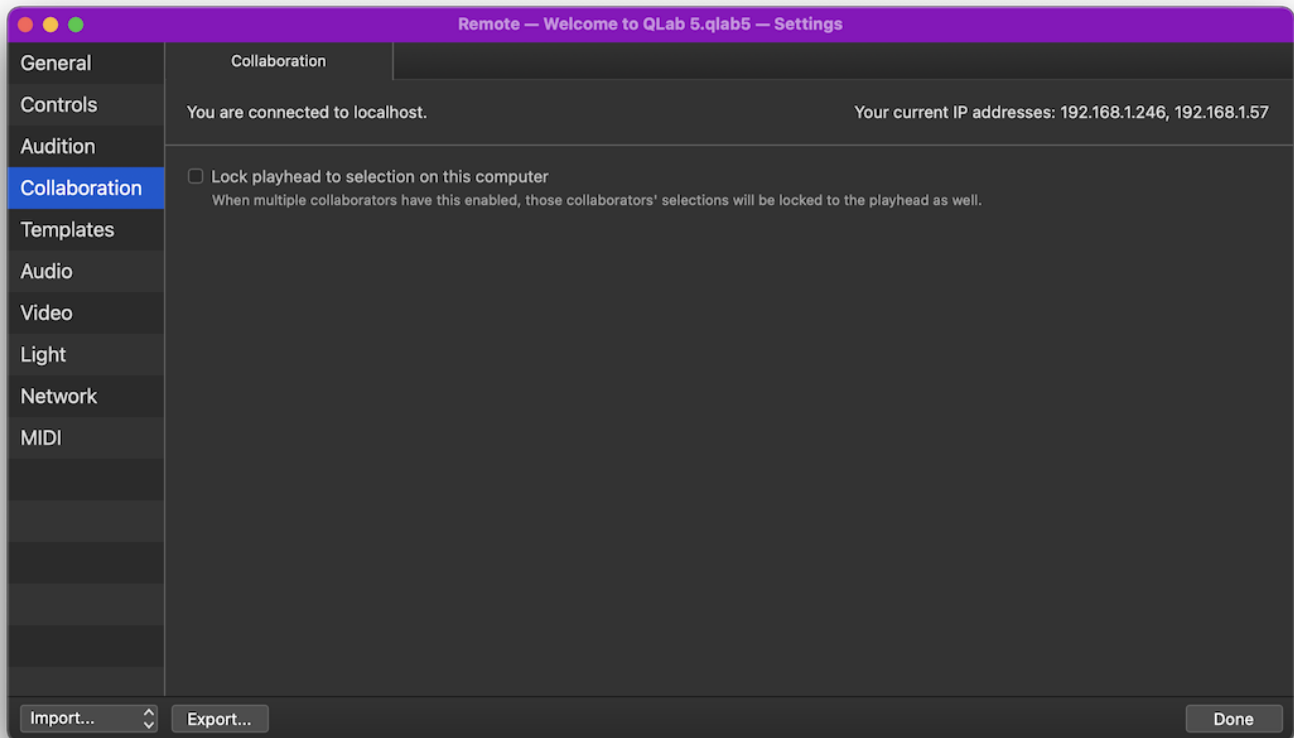 Remote — Welcome to QLab 5.qlab5 — Settings
General
Controls
Audition
Collaboration
Templates
Audio
Video
Light
Network
MIDI
Collaboration
You are connected to localhost.
Your current IP addresses: 192.168.1.246, 192.168.1.57
Lock playhead to selection on this computer
When multiple collaborators have this enabled, those collaborators' selections will be locked to the playhead as well.
Import...
Export...
Done